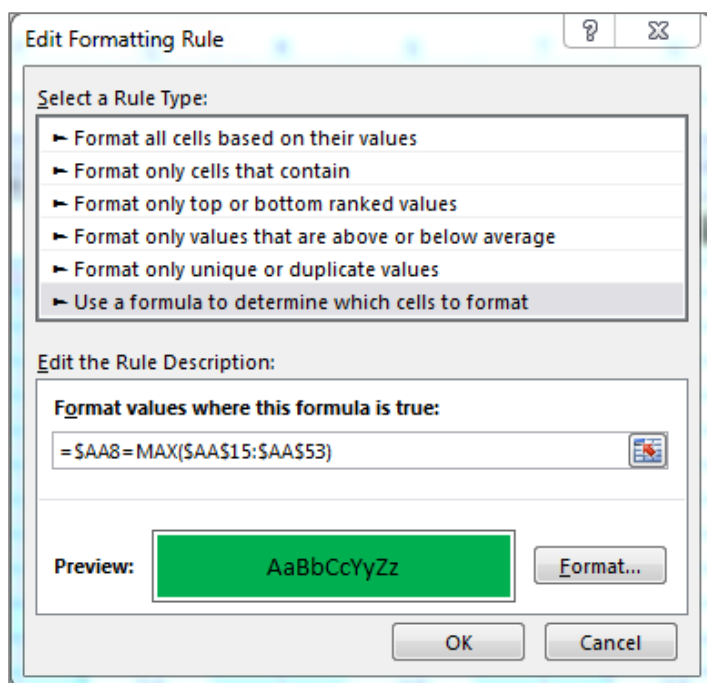 Edit Formatting Rule
Select a Rule Type:
► Format all cells based on their values
► Format only cells that contain
► Format only top or bottom ranked values
► Format only values that are above or below average
► Format only unique or duplicate values
► Use a formula to determine which cells to format
Edit the Rule Description:
Format values where this formula is true:
=$AA8=MAX($AA$15:$AA$53)
Preview: AaBbCcYyZz Format...
OK Cancel